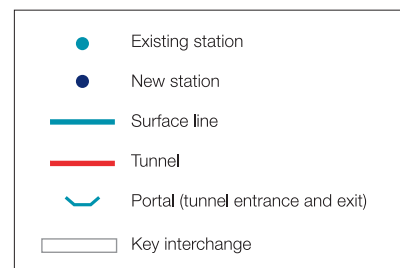 Existing station
New station
Surface line
Tunnel
Portal (tunnel entrance and exit)
Key interchange